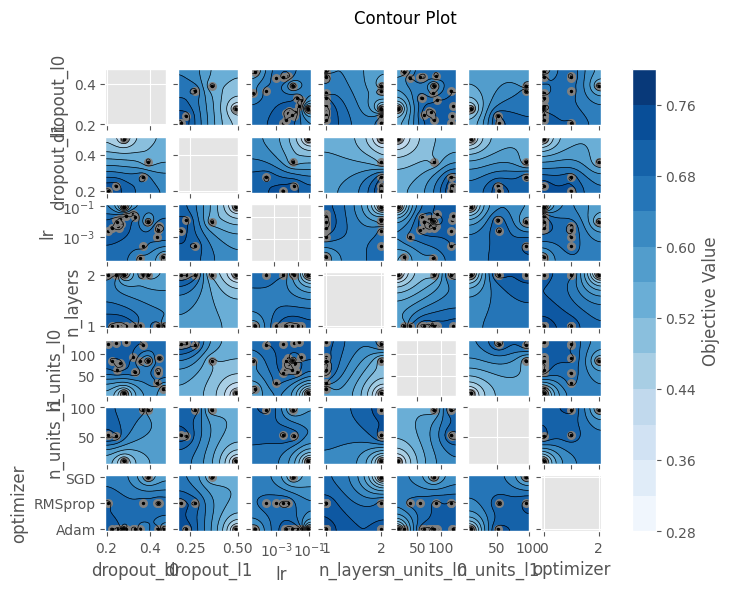 Contour Plot
dropout_l0
0.4
0.2
dropout_l1
0.4
0.2
lr
10⁻¹
10⁻³
n_layers
2
1
n_units_l0
100
50
n_units_l1
100
50
optimizer
SGD
RMSprop
Adam
0.2 0.4
0.25 0.50
10⁻³ 10⁻¹
1 2
50 100
50 100
0 2
dropout_l0 dropout_l1 lr n_layers n_units_l0 n_units_l1 optimizer
0.76
0.68
0.60
0.52
0.44
0.36
0.28
Objective Value